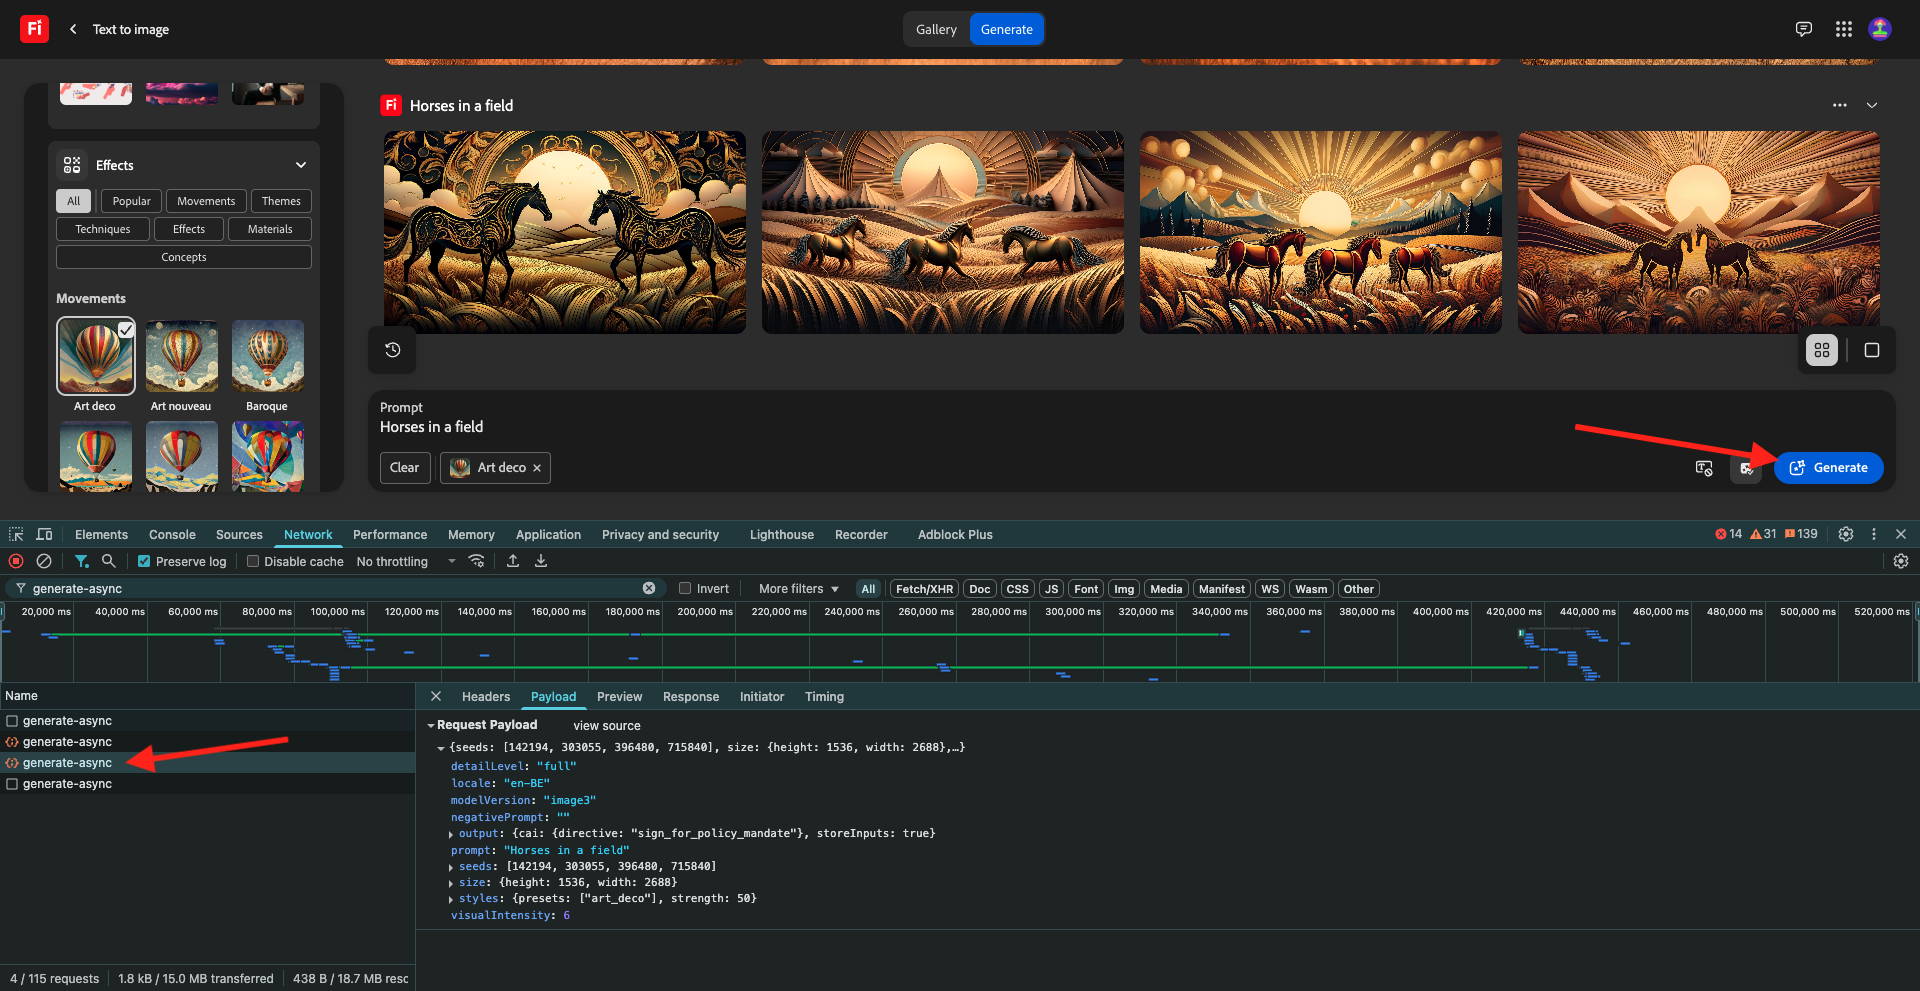 Fi
Text to image
Gallery
Generate
Effects
All
Popular
Movements
Themes
Techniques
Effects
Materials
Concepts
Movements
Art deco
Art nouveau
Baroque
Fi
Horses in a field
Prompt
Horses in a field
Clear
Art deco
Generate
Elements
Console
Sources
Network
Performance
Memory
Application
Privacy and security
Lighthouse
Recorder
Adblock Plus
14
31
139
Preserve log
Disable cache
No throttling
generate-async
Invert
More filters
All
Fetch/XHR
Doc
CSS
JS
Font
Img
Media
Manifest
WS
Wasm
Other
20,000 ms
40,000 ms
60,000 ms
80,000 ms
100,000 ms
120,000 ms
140,000 ms
160,000 ms
180,000 ms
200,000 ms
220,000 ms
240,000 ms
260,000 ms
280,000 ms
300,000 ms
320,000 ms
340,000 ms
360,000 ms
380,000 ms
400,000 ms
420,000 ms
440,000 ms
460,000 ms
480,000 ms
500,000 ms
520,000 ms
Name
generate-async
generate-async
generate-async
generate-async
Headers
Payload
Preview
Response
Initiator
Timing
Request Payload
view source
{seeds: [142194, 303055, 396480, 715840], size: {height: 1536, width: 2688},…}
detailLevel: "full"
locale: "en-BE"
modelVersion: "image3"
negativePrompt: ""
output: {cai: {directive: "sign_for_policy_mandate"}, storeInputs: true}
prompt: "Horses in a field"
seeds: [142194, 303055, 396480, 715840]
size: {height: 1536, width: 2688}
styles: {presets: ["art_deco"], strength: 50}
visualIntensity: 6
4 / 115 requests
1.8 kB / 15.0 MB transferred
438 B / 18.7 MB resc